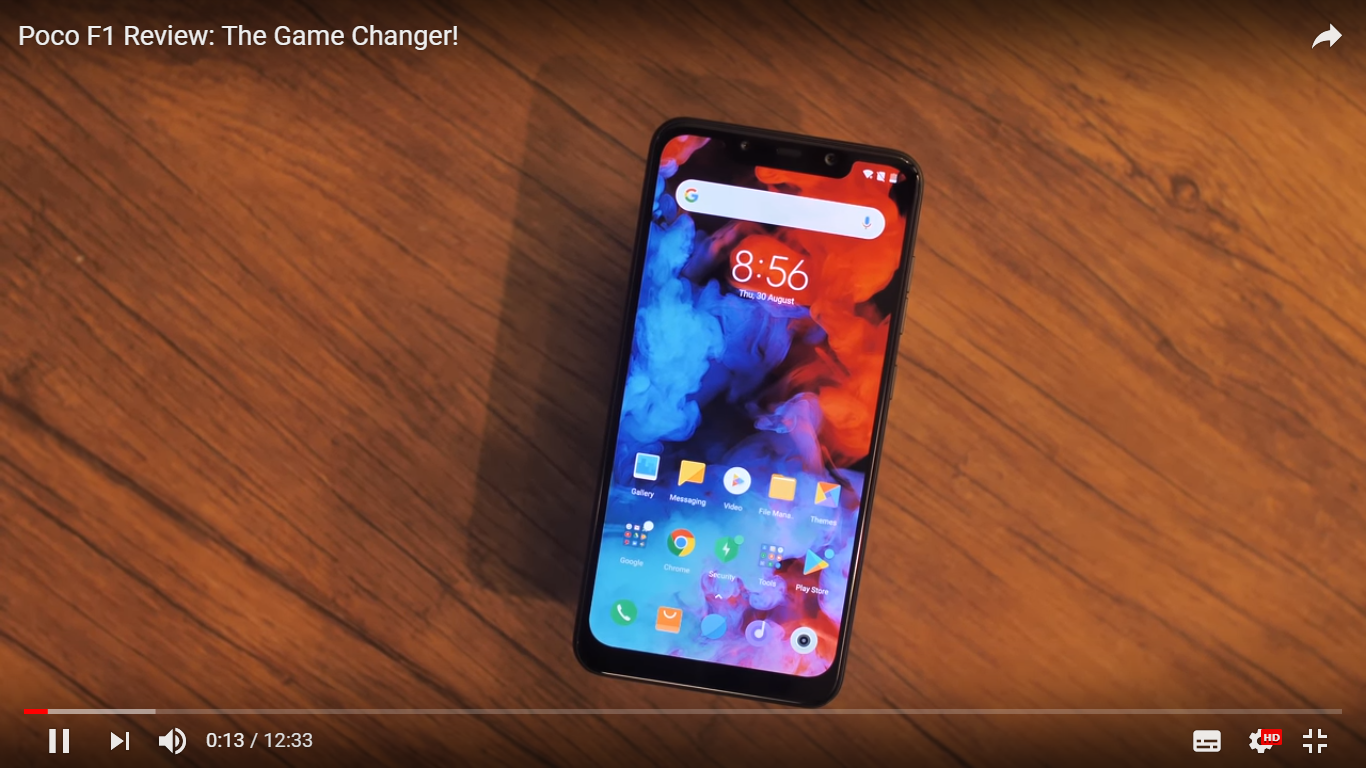 Poco F1 Review: The Game Changer!
8:56
Thu, 30 August
Gallery
Messaging
Video
File Mana..
Themes
Google
Chrome
Security
Tools
Play Store
0:13 / 12:33
HD